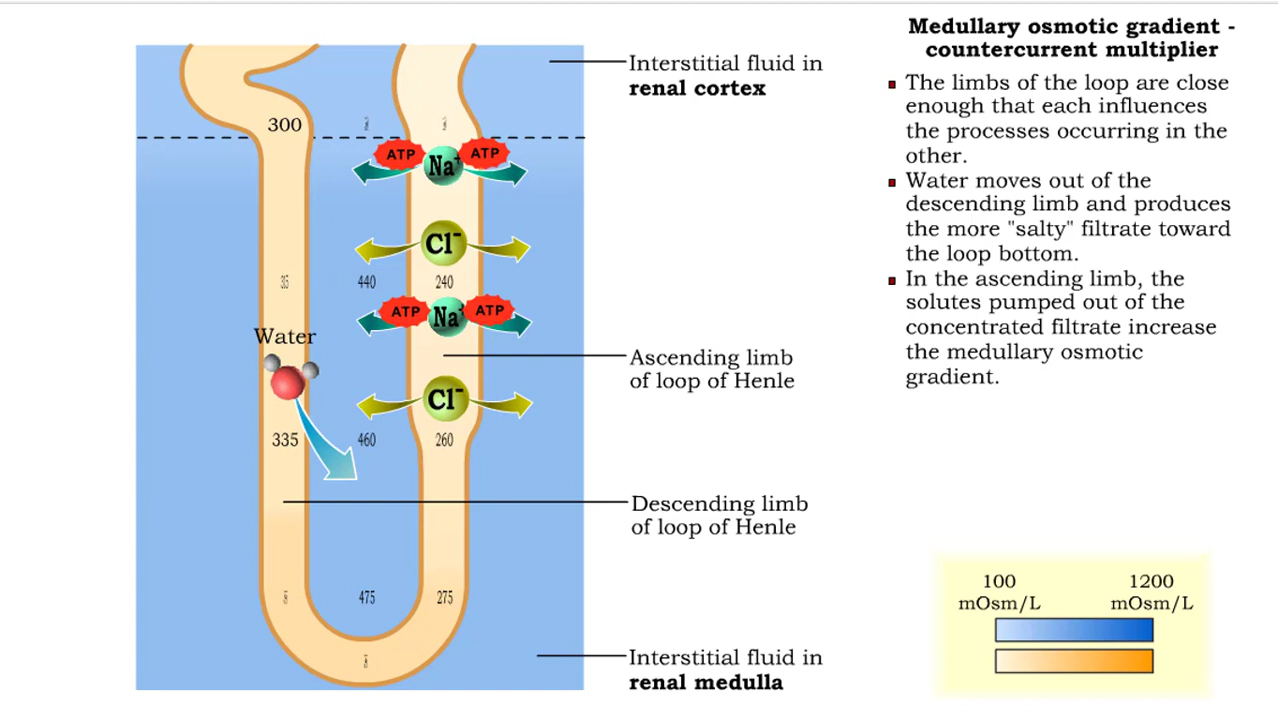 Medullary osmotic gradient -
countercurrent multiplier
▪ The limbs of the loop are close
enough that each influences
the processes occurring in the
other.
▪ Water moves out of the
descending limb and produces
the more "salty" filtrate toward
the loop bottom.
▪ In the ascending limb, the
solutes pumped out of the
concentrated filtrate increase
the medullary osmotic
gradient.
Interstitial fluid in
renal cortex
300
ATP Na⁺ ATP
Cl⁻
35 440 240
ATP Na⁺ ATP
Water
Ascending limb
of loop of Henle
Cl⁻
335 460 260
Descending limb
of loop of Henle
475 275
Interstitial fluid in
renal medulla
100 1200
mOsm/L mOsm/L